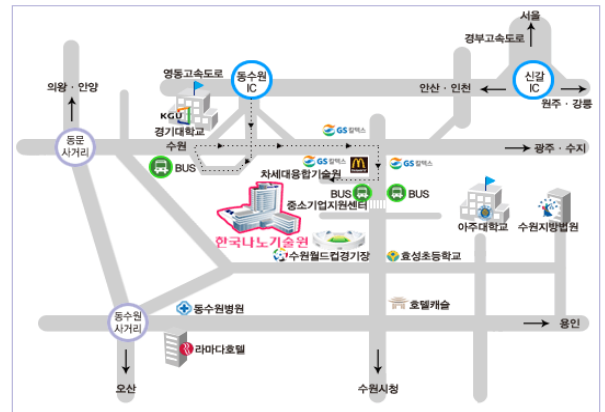 서울
경부고속도로
영동고속도로
동수원
IC
신갈
IC
의왕 · 안양
안산 · 인천
원주 · 강릉
KGU
경기대학교
수원
동문
사거리
GS칼텍스
광주 · 수지
BUS
GS칼텍스
GS칼텍스
차세대융합기술원
BUS
BUS
중소기업지원센터
한국나노기술원
아주대학교
수원지방법원
수원월드컵경기장
효성초등학교
동수원병원
호텔캐슬
동수원
사거리
용인
라마다호텔
오산
수원시청